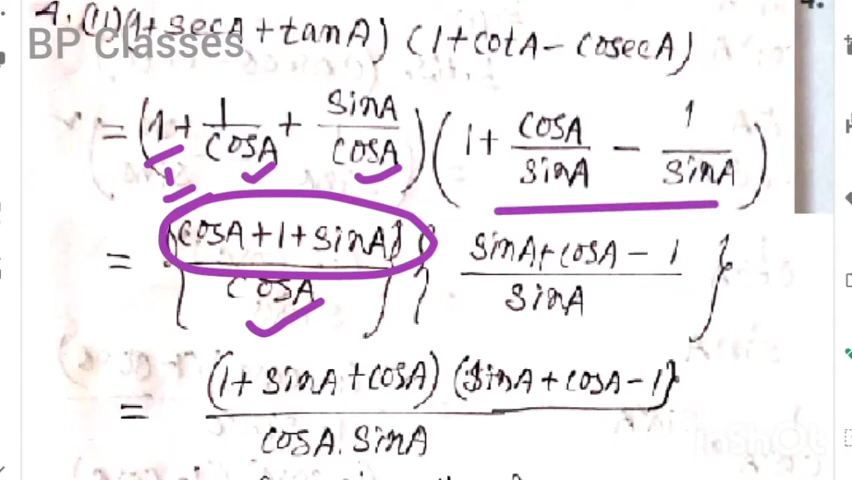 4. (ii) (1+secA+tanA) (1+cotA-cosecA)
BP Classes
= (1 + 1/cosA + sinA/cosA) (1 + cosA/sinA - 1/sinA)
= {cosA+1+sinA/cosA} {sinA+cosA-1/sinA}
= (1+sinA+cosA) (sinA+cosA-1)/cosA.sinA
InShot